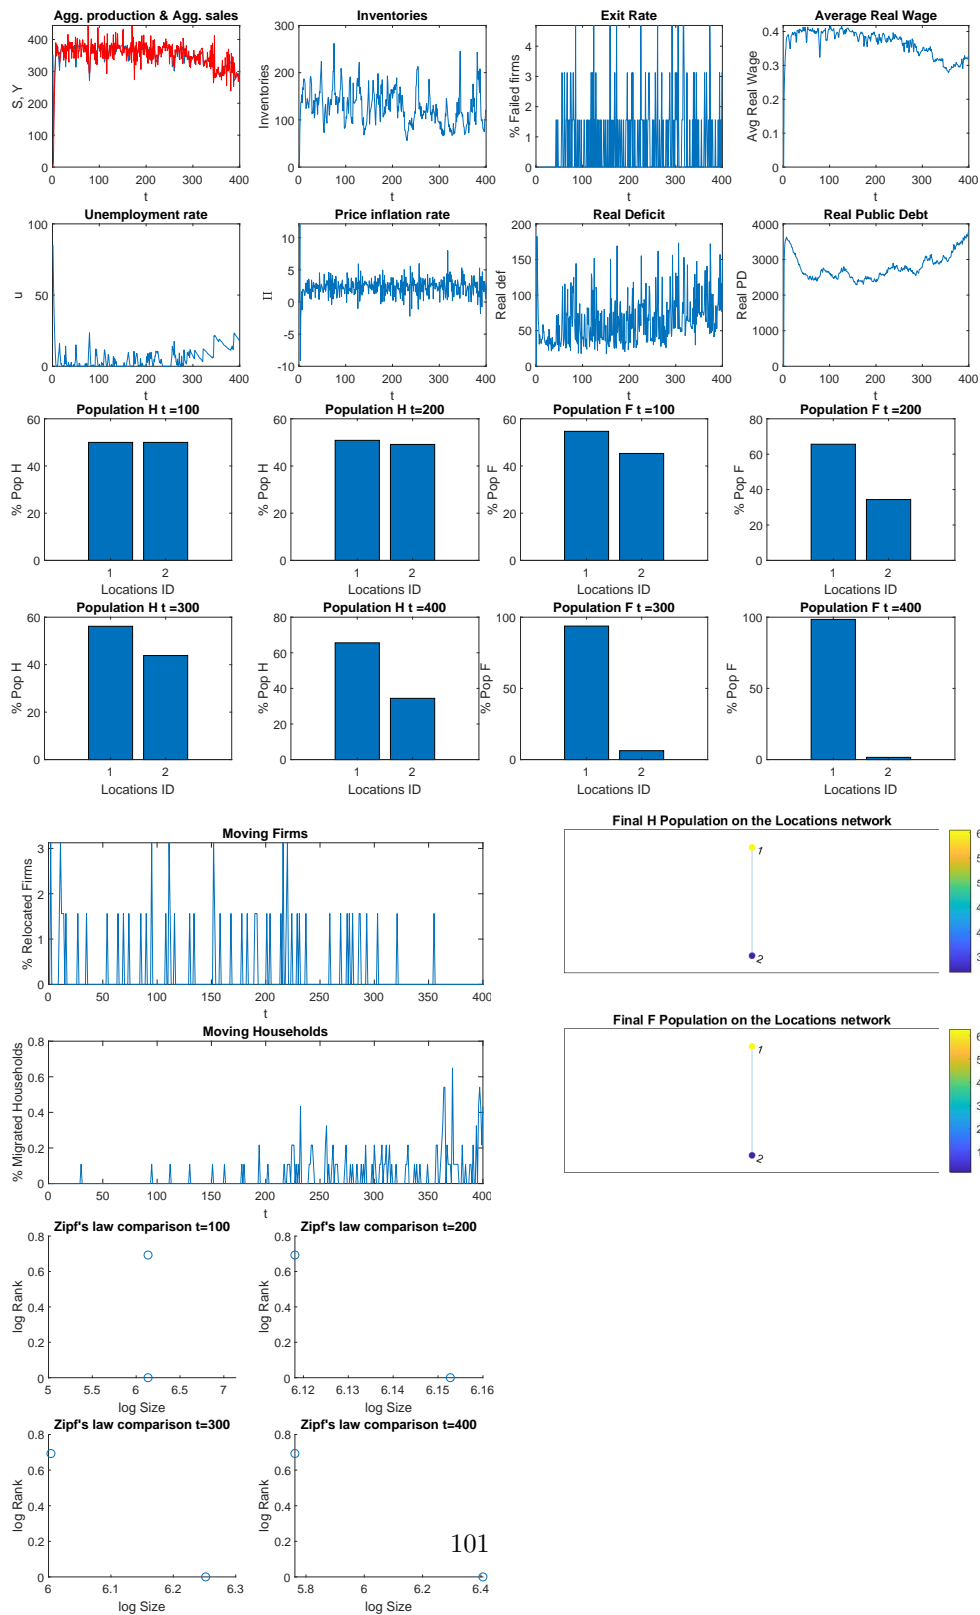 Agg. production & Agg. sales
S, Y
400
300
200
100
0
0 100 200 300 400
t
Inventories
Inventories
300
200
100
0
0 100 200 300 400
t
Exit Rate
% Failed firms
4
3
2
1
0
0 100 200 300 400
t
Average Real Wage
Avg Real Wage
0.4
0.3
0.2
0.1
0
0 100 200 300 400
t
Unemployment rate
u
100
50
0
0 100 200 300 400
t
Price inflation rate
Π
10
5
0
-5
-10
0 100 200 300 400
t
Real Deficit
Real def
200
150
100
50
0
0 100 200 300 400
t
Real Public Debt
Real PD
4000
3000
2000
1000
0
0 100 200 300 400
t
Population H t =100
% Pop H
60
40
20
0
1 2
Locations ID
Population H t=200
% Pop H
60
40
20
0
1 2
Locations ID
Population F t =100
% Pop F
60
40
20
0
1 2
Locations ID
Population F t =200
% Pop F
80
60
40
20
0
1 2
Locations ID
Population H t =300
% Pop H
60
40
20
0
1 2
Locations ID
Population H t =400
% Pop H
80
60
40
20
0
1 2
Locations ID
Population F t =300
% Pop F
100
50
0
1 2
Locations ID
Population F t =400
% Pop F
100
50
0
1 2
Locations ID
Moving Firms
% Relocated Firms
3
2
1
0
0 50 100 150 200 250 300 350 400
t
Final H Population on the Locations network
1
2
6
5
5
4
4
3
3
Moving Households
% Migrated Households
0.8
0.6
0.4
0.2
0
0 50 100 150 200 250 300 350 400
t
Final F Population on the Locations network
1
2
6
5
4
3
2
1
Zipf's law comparison t=100
log Rank
0.8
0.6
0.4
0.2
0
5 5.5 6 6.5 7
log Size
Zipf's law comparison t=200
log Rank
0.8
0.6
0.4
0.2
0
6.12 6.13 6.14 6.15 6.16
log Size
Zipf's law comparison t=300
log Rank
0.8
0.6
0.4
0.2
0
6 6.1 6.2 6.3
log Size
Zipf's law comparison t=400
log Rank
0.8
0.6
0.4
0.2
0
5.8 6 6.2 6.4
log Size
101